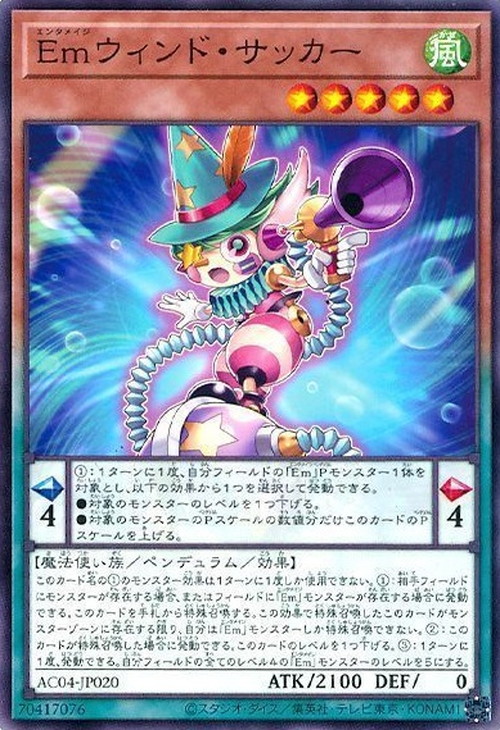 エンタメイジ
Emウィンド・サッカー
かぜ
風
①:1ターンに1度、自分フィールドの「Em」Pモンスター1体を
対象とし、以下の効果から1つを選択して発動できる。
●対象のモンスターのレベルを1つ下げる。
●対象のモンスターのPスケールの数値分だけこのカードのP
スケールを上げる。
4
4
【魔法使い族/ペンデュラム/効果】
このカード名の①のモンスター効果は1ターンに1度しか使用できない。①:相手フィールド
にモンスターが存在する場合、またはフィールドに「Em」モンスターが存在する場合に発動
できる。このカードを手札から特殊召喚する。この効果で特殊召喚したこのカードがモン
スターゾーンに存在する限り、自分は「Em」モンスターしか特殊召喚できない。②:この
カードが特殊召喚した場合に発動できる。このカードのレベルを1つ下げる。③:1ターンに
1度、発動できる。自分フィールドの全てのレベル4の「Em」モンスターのレベルを5にする。
AC04-JP020
ATK/2100 DEF/ 0
70417076
©スタジオ・ダイス/集英社・テレビ東京・KONAMI